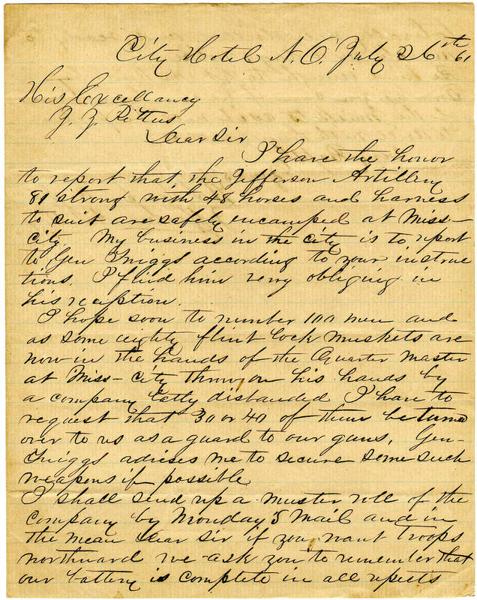 City Hotel N.O. July 26th 61
His Excellancy
J. J. Pettus
Dear Sir
I have the honor
to report that the Jefferson Artillery
81 strong with 48 horses and harness
to suit are safely encamped at Miss-
City My business in the city is to report
to Gen Twiggs according to your instruc
tions. I find him very obliging in
his reception.
I hope soon to number 100 men and
as some eighty flint lock muskets are
now in the hands of the Quarter Master
at Miss- City thrown on his hands by
a company latly disbanded I have to
request that 30 or 40 of them be turned
over to us as a guard to our guns. Gen-
Twiggs advises me to secure some such
weapons if possible
I shall send up a muster roll of the
company by Monday's Mail and in
the mean Dear Sir if you want troops
northward we ask you to remember that
our battery is complete in all respects